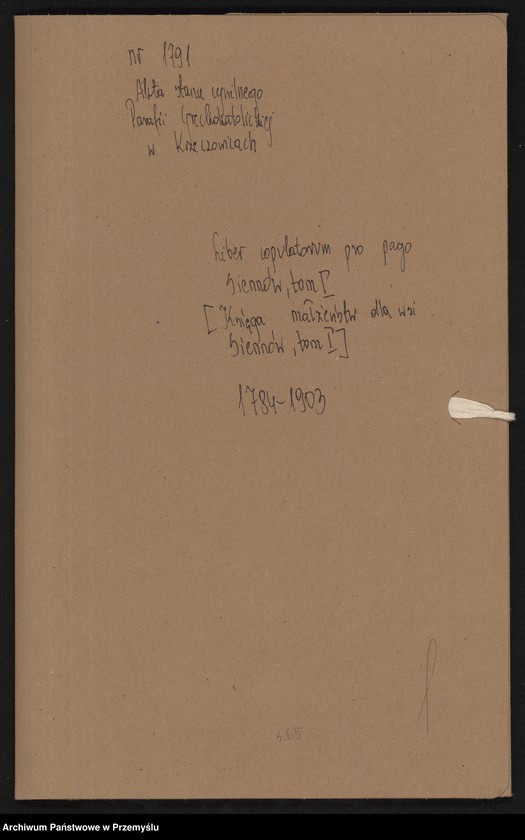 nr 1791
Akta stanu cywilnego
Parafii Greckokatolickiej
w Krzeczowicach
Liber copulatorum pro pago
Siennów, tom I
[Księga małżeństw dla wsi
Siennów, tom I]
1784-1903
s. 65
Archiwum Państwowe w Przemyślu